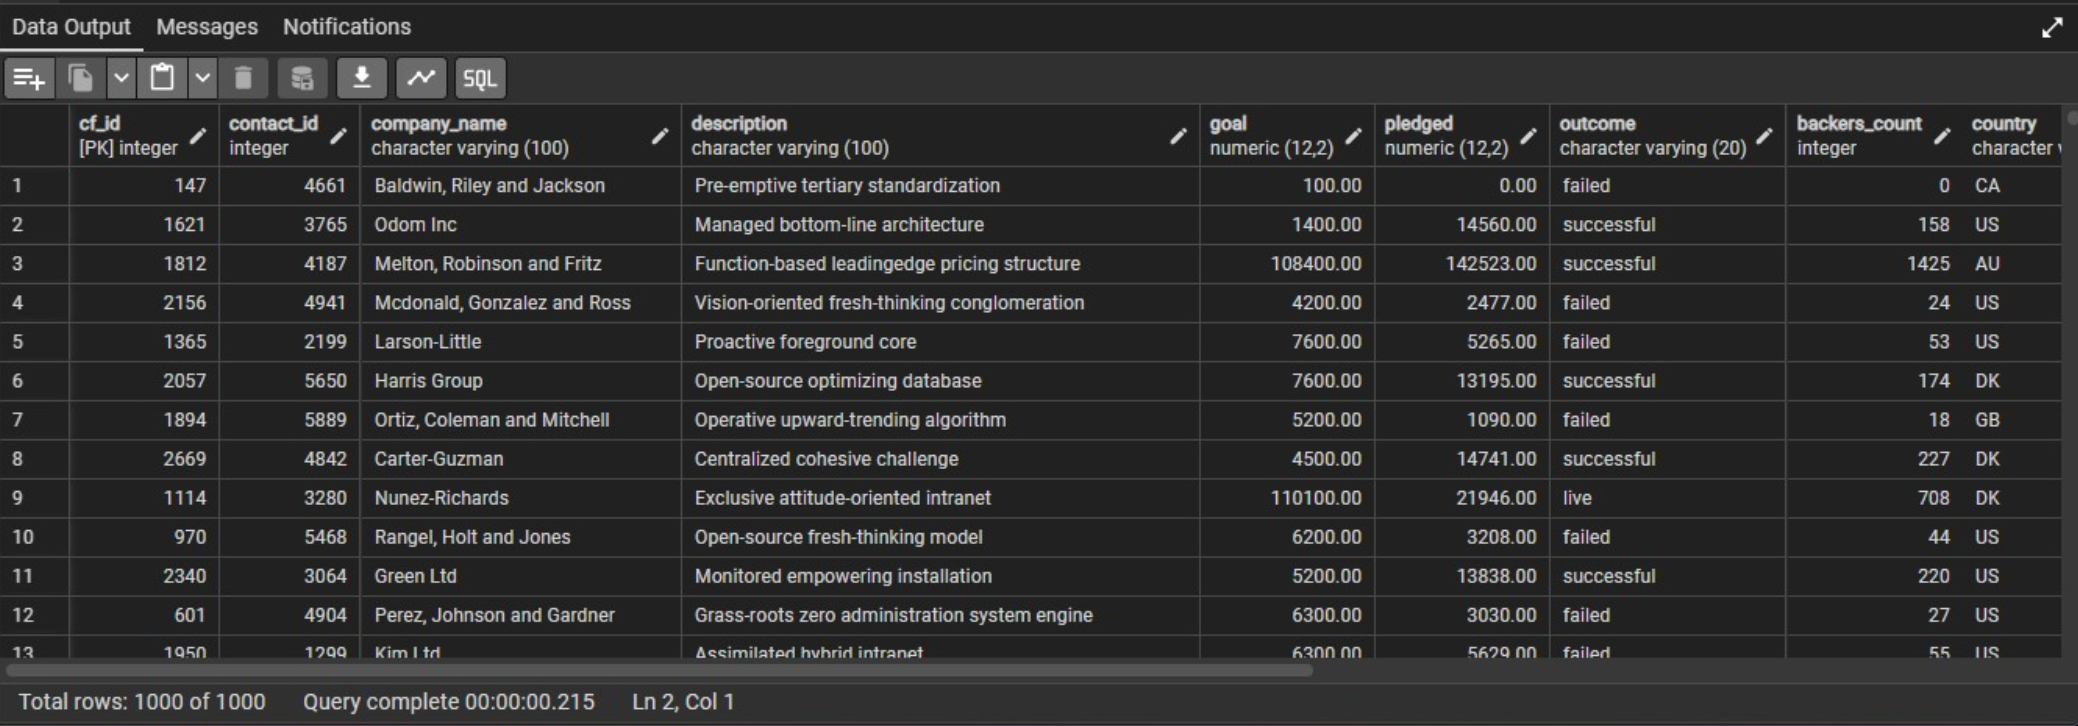 Data Output Messages Notifications
SQL
cf_id contact_id company_name description goal pledged outcome backers_count country
[PK] integer integer character varying (100) character varying (100) numeric (12,2) numeric (12,2) character varying (20) integer character
1 147 4661 Baldwin, Riley and Jackson Pre-emptive tertiary standardization 100.00 0.00 failed 0 CA
2 1621 3765 Odom Inc Managed bottom-line architecture 1400.00 14560.00 successful 158 US
3 1812 4187 Melton, Robinson and Fritz Function-based leadingedge pricing structure 108400.00 142523.00 successful 1425 AU
4 2156 4941 Mcdonald, Gonzalez and Ross Vision-oriented fresh-thinking conglomeration 4200.00 2477.00 failed 24 US
5 1365 2199 Larson-Little Proactive foreground core 7600.00 5265.00 failed 53 US
6 2057 5650 Harris Group Open-source optimizing database 7600.00 13195.00 successful 174 DK
7 1894 5889 Ortiz, Coleman and Mitchell Operative upward-trending algorithm 5200.00 1090.00 failed 18 GB
8 2669 4842 Carter-Guzman Centralized cohesive challenge 4500.00 14741.00 successful 227 DK
9 1114 3280 Nunez-Richards Exclusive attitude-oriented intranet 110100.00 21946.00 live 708 DK
10 970 5468 Rangel, Holt and Jones Open-source fresh-thinking model 6200.00 3208.00 failed 44 US
11 2340 3064 Green Ltd Monitored empowering installation 5200.00 13838.00 successful 220 US
12 601 4904 Perez, Johnson and Gardner Grass-roots zero administration system engine 6300.00 3030.00 failed 27 US
13 1950 1299 Kim Ltd Assimilated hybrid intranet 6300.00 5629.00 failed 55 US
Total rows: 1000 of 1000 Query complete 00:00:00.215 Ln 2, Col 1